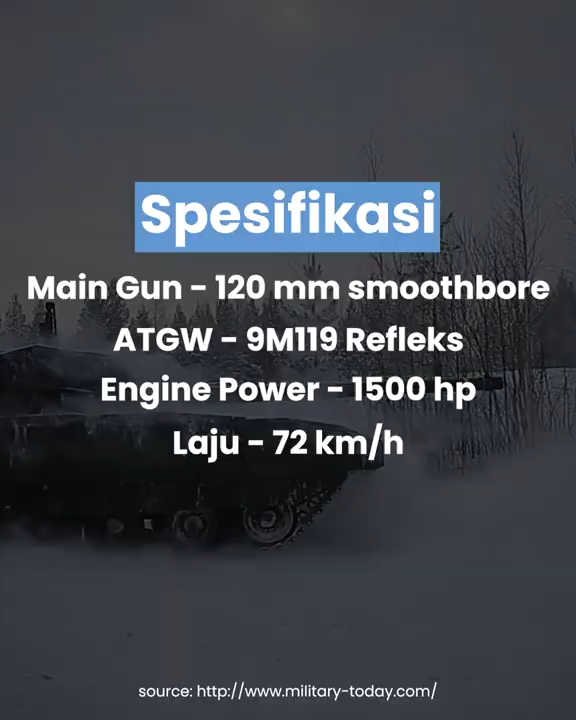 Spesifikasi
Main Gun - 120 mm smoothbore
ATGW - 9M119 Refleks
Engine Power - 1500 hp
Laju - 72 km/h
source: http://www.military-today.com/